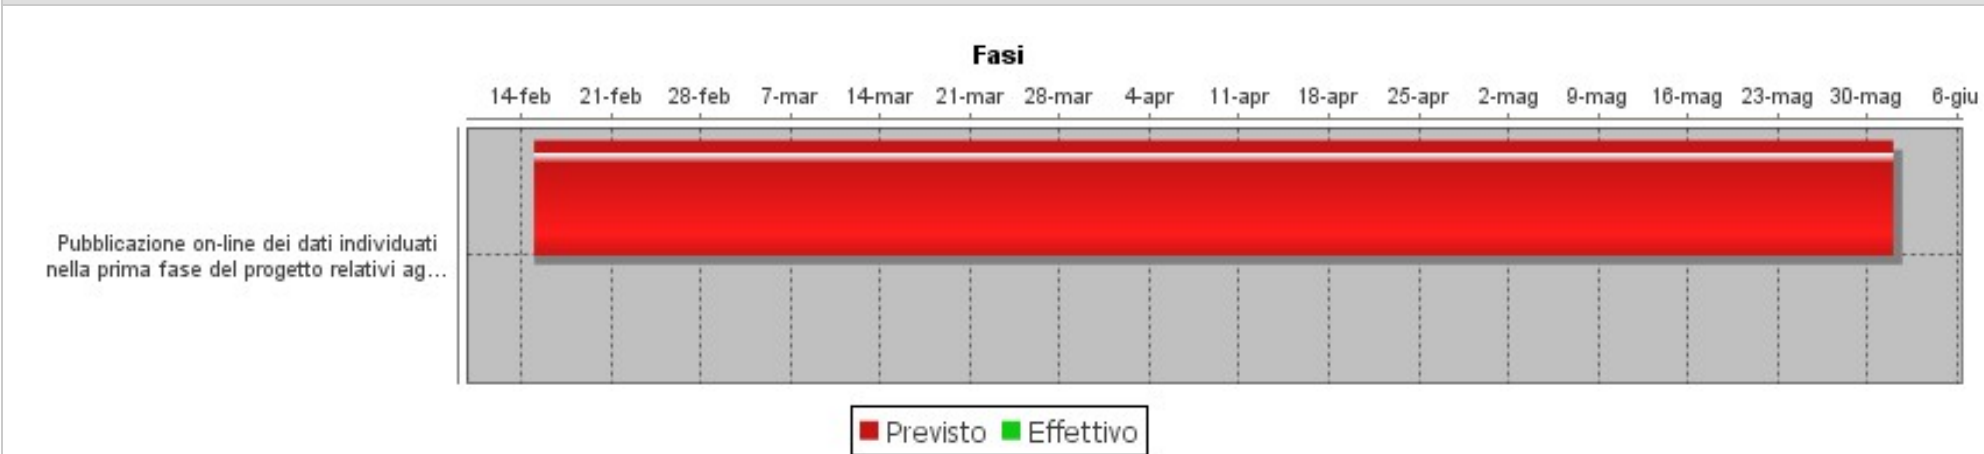 Fasi
14-feb 21-feb 28-feb 7-mar 14-mar 21-mar 28-mar 4-apr 11-apr 18-apr 25-apr 2-mag 9-mag 16-mag 23-mag 30-mag 6-giu
Pubblicazione on-line dei dati individuati
nella prima fase del progetto relativi ag...
Previsto Effettivo